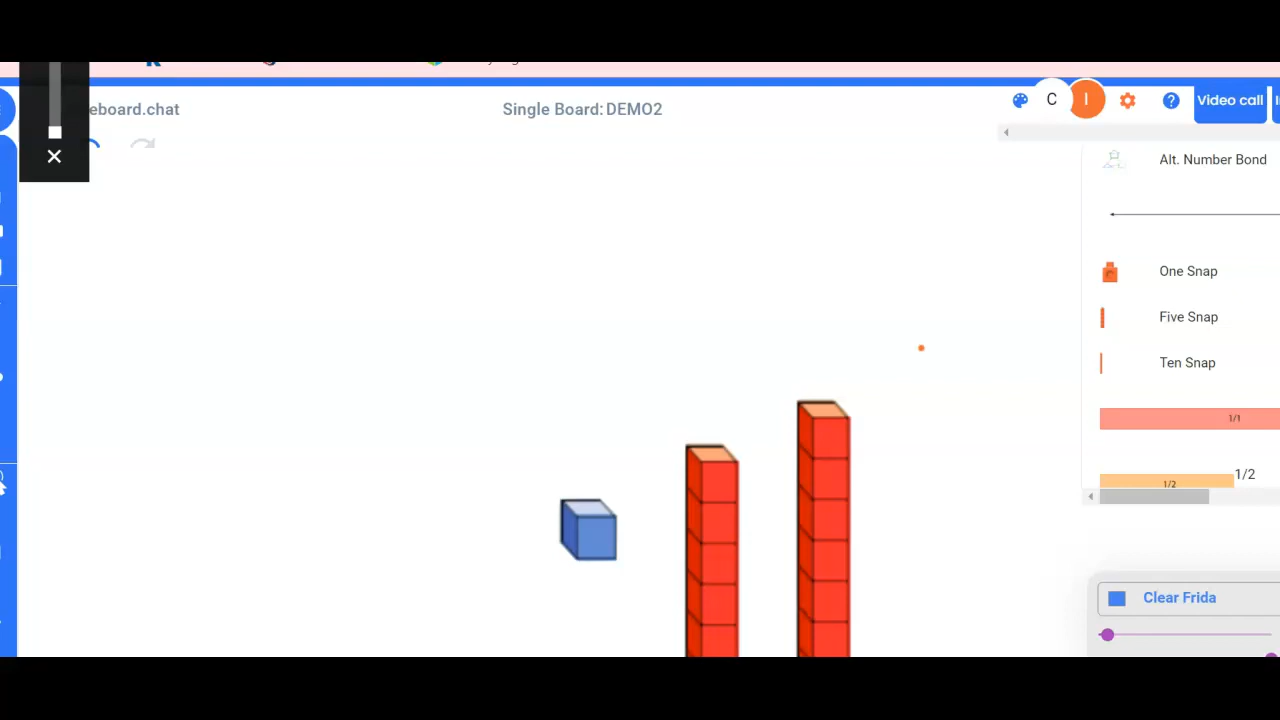 eboard.chat
Single Board: DEMO2
C
I
?
Video call
Alt. Number Bond
One Snap
Five Snap
Ten Snap
1/1
1/2
1/2
Clear Frida